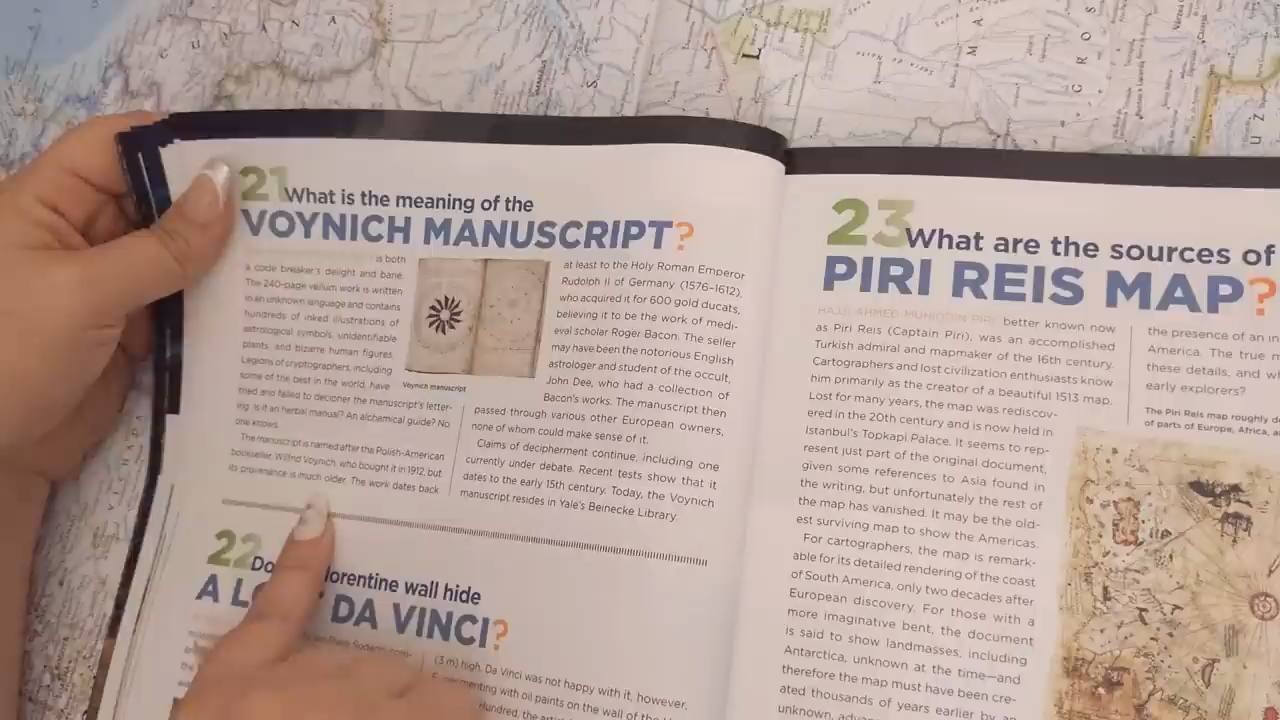 21 What is the meaning of the
VOYNICH MANUSCRIPT?
is both
a code breaker's delight and bane.
The 240-page vellum work is written
in an unknown language and contains
hundreds of inked illustrations of
astrological symbols, unidentifiable
plants, and bizarre human figures.
Legions of cryptographers, including
some of the best in the world, have
tried and failed to decipher the manuscript's letter-
ing. Is it an herbal manual? An alchemical guide? No
one knows.
The manuscript is named after the Polish-American
bookseller, Wilfrid Voynich, who bought it in 1912, but
its provenance is much older. The work dates back
Voynich manuscript
at least to the Holy Roman Emperor
Rudolph II of Germany (1576–1612),
who acquired it for 600 gold ducats,
believing it to be the work of medi-
eval scholar Roger Bacon. The seller
may have been the notorious English
astrologer and student of the occult,
John Dee, who had a collection of
Bacon's works. The manuscript then
passed through various other European owners,
none of whom could make sense of it.
Claims of decipherment continue, including one
currently under debate. Recent tests show that it
dates to the early 15th century. Today, the Voynich
manuscript resides in Yale's Beinecke Library.
22
lorentine wall hide
A DA VINCI?
(3 m) high. Da Vinci was not happy with it, however.
menting with oil paints on the wall of the
23 What are the sources of
PIRI REIS MAP?
HAJJI AHMED MUHIDDIN PIRI, better known now
as Piri Reis (Captain Piri), was an accomplished
Turkish admiral and mapmaker of the 16th century.
Cartographers and lost civilization enthusiasts know
him primarily as the creator of a beautiful 1513 map.
Lost for many years, the map was rediscov-
ered in the 20th century and is now held in
Istanbul's Topkapi Palace. It seems to rep-
resent just part of the original document,
given some references to Asia found in
the writing, but unfortunately the rest of
the map has vanished. It may be the old-
est surviving map to show the Americas.
For cartographers, the map is remark-
able for its detailed rendering of the coast
of South America, only two decades after
European discovery. For those with a
more imaginative bent, the document
is said to show landmasses, including
Antarctica, unknown at the time—and
therefore the map must have been cre-
ated thousands of years earlier by an
unknown,
the presence of an
America. The true
these details, and
early explorers?
The Piri Reis map roughly
of parts of Europe, Africa,